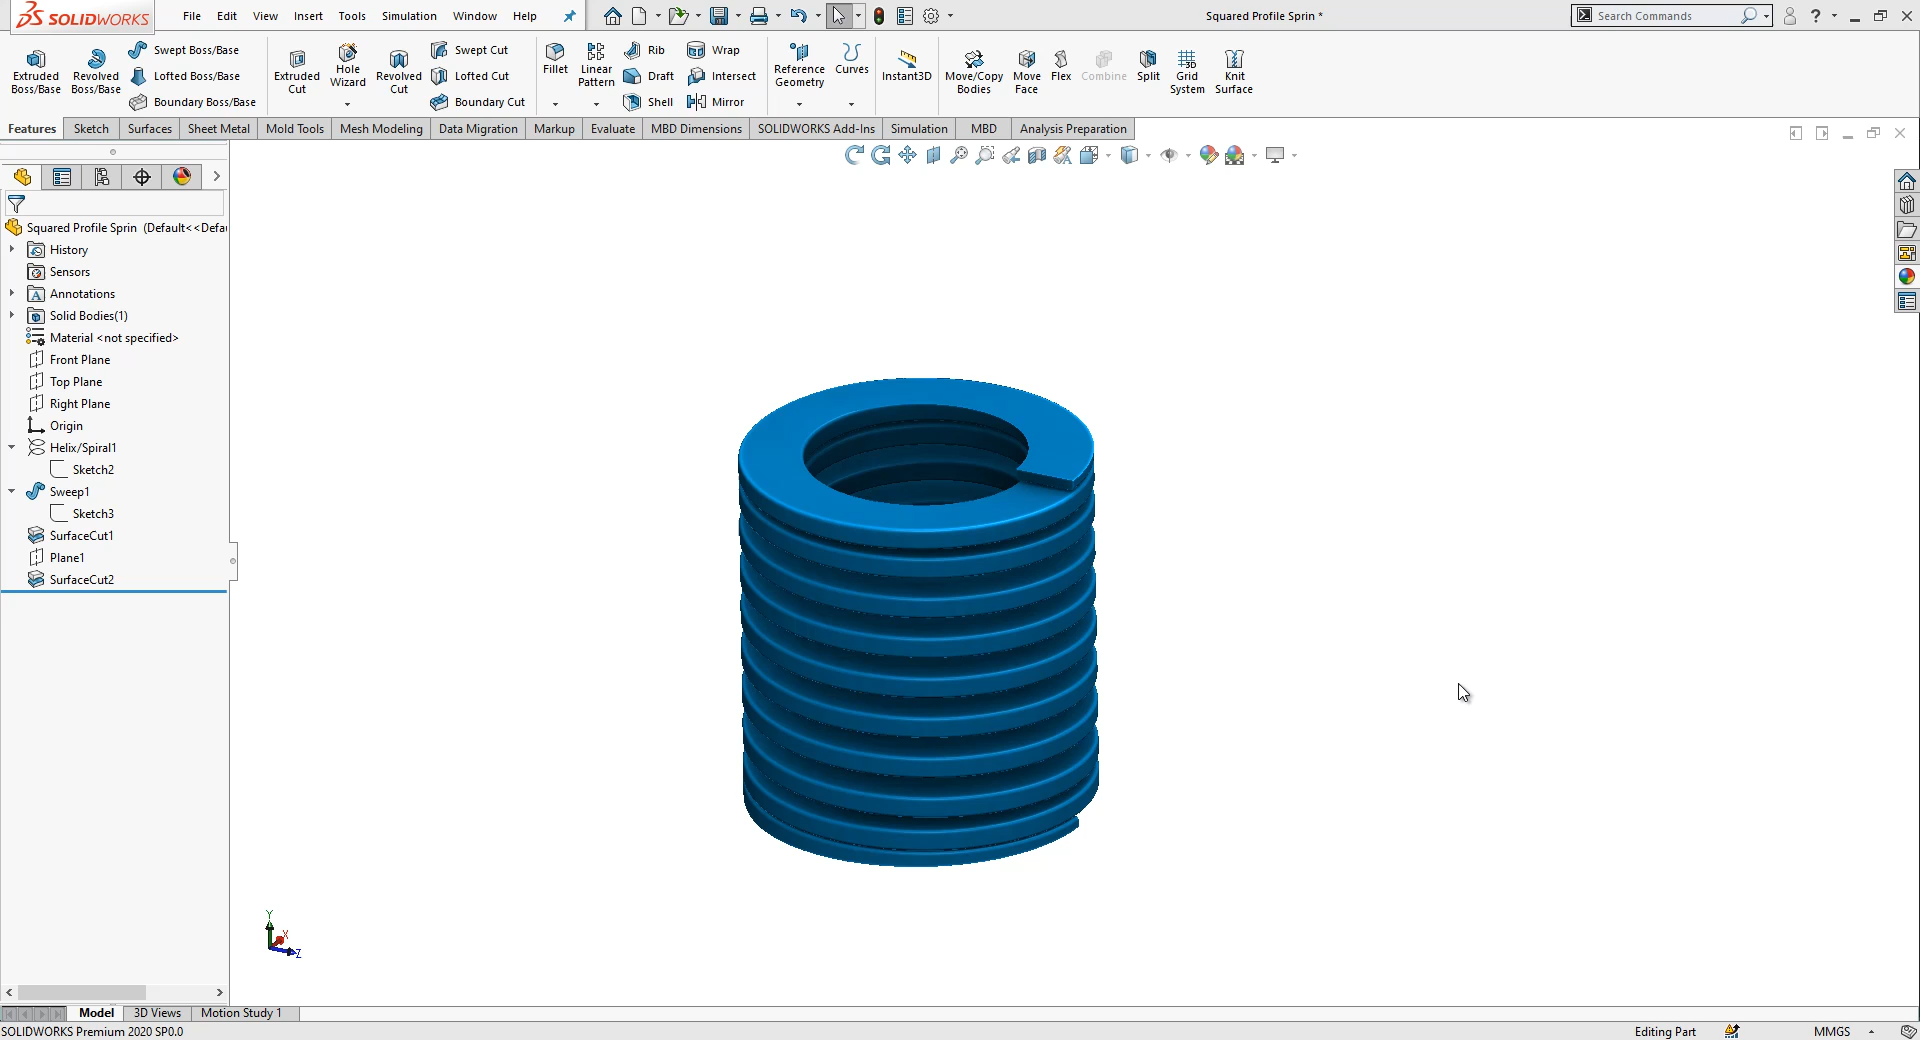 SOLIDWORKS File Edit View Insert Tools Simulation Window Help Squared Profile Sprin * Search Commands ?
Extruded Boss/Base
Revolved Boss/Base
Swept Boss/Base
Lofted Boss/Base
Boundary Boss/Base
Extruded Cut
Hole Wizard
Revolved Cut
Swept Cut
Lofted Cut
Boundary Cut
Fillet
Linear Pattern
Rib
Draft
Shell
Wrap
Intersect
Mirror
Reference Geometry
Curves
Instant3D
Move/Copy Bodies
Move Face
Flex
Combine
Split
3D
Grid System
Knit Surface
Features Sketch Surfaces Sheet Metal Mold Tools Mesh Modeling Data Migration Markup Evaluate MBD Dimensions SOLIDWORKS Add-Ins Simulation MBD Analysis Preparation
Squared Profile Sprin (Default<<Defau
History
Sensors
A Annotations
Solid Bodies(1)
Material <not specified>
Front Plane
Top Plane
Right Plane
Origin
Helix/Spiral1
Sketch2
Sweep1
Sketch3
SurfaceCut1
Plane1
SurfaceCut2
Y
X
Z
Model 3D Views Motion Study 1
SOLIDWORKS Premium 2020 SP0.0 Editing Part MMGS